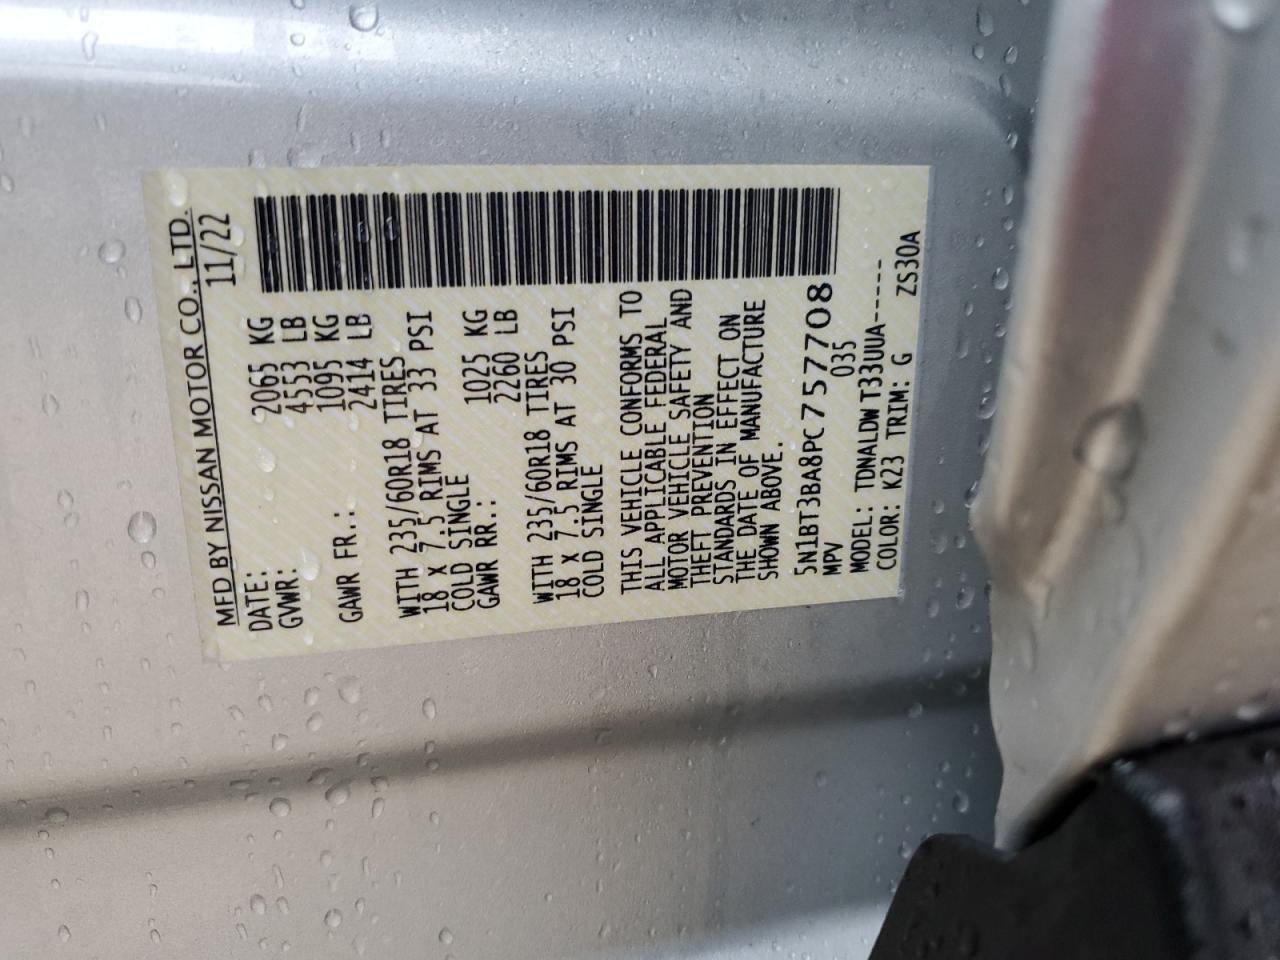 MFD BY NISSAN MOTOR CO., LTD.
DATE: 11/22
GVWR: 2065 KG
4553 LB
GAWR FR.: 1095 KG
2414 LB
WITH 235/60R18 TIRES
18 X 7.5 RIMS AT 33 PSI
COLD SINGLE
GAWR RR.: 1025 KG
2260 LB
WITH 235/60R18 TIRES
18 X 7.5 RIMS AT 30 PSI
COLD SINGLE
THIS VEHICLE CONFORMS TO
ALL APPLICABLE FEDERAL
MOTOR VEHICLE SAFETY AND
THEFT PREVENTION
STANDARDS IN EFFECT ON
THE DATE OF MANUFACTURE
SHOWN ABOVE.
5N1BT3BA8PC757708
MPV 035
MODEL: TDNALDW T33UUA-----
COLOR: K23 TRIM: G ZS30A